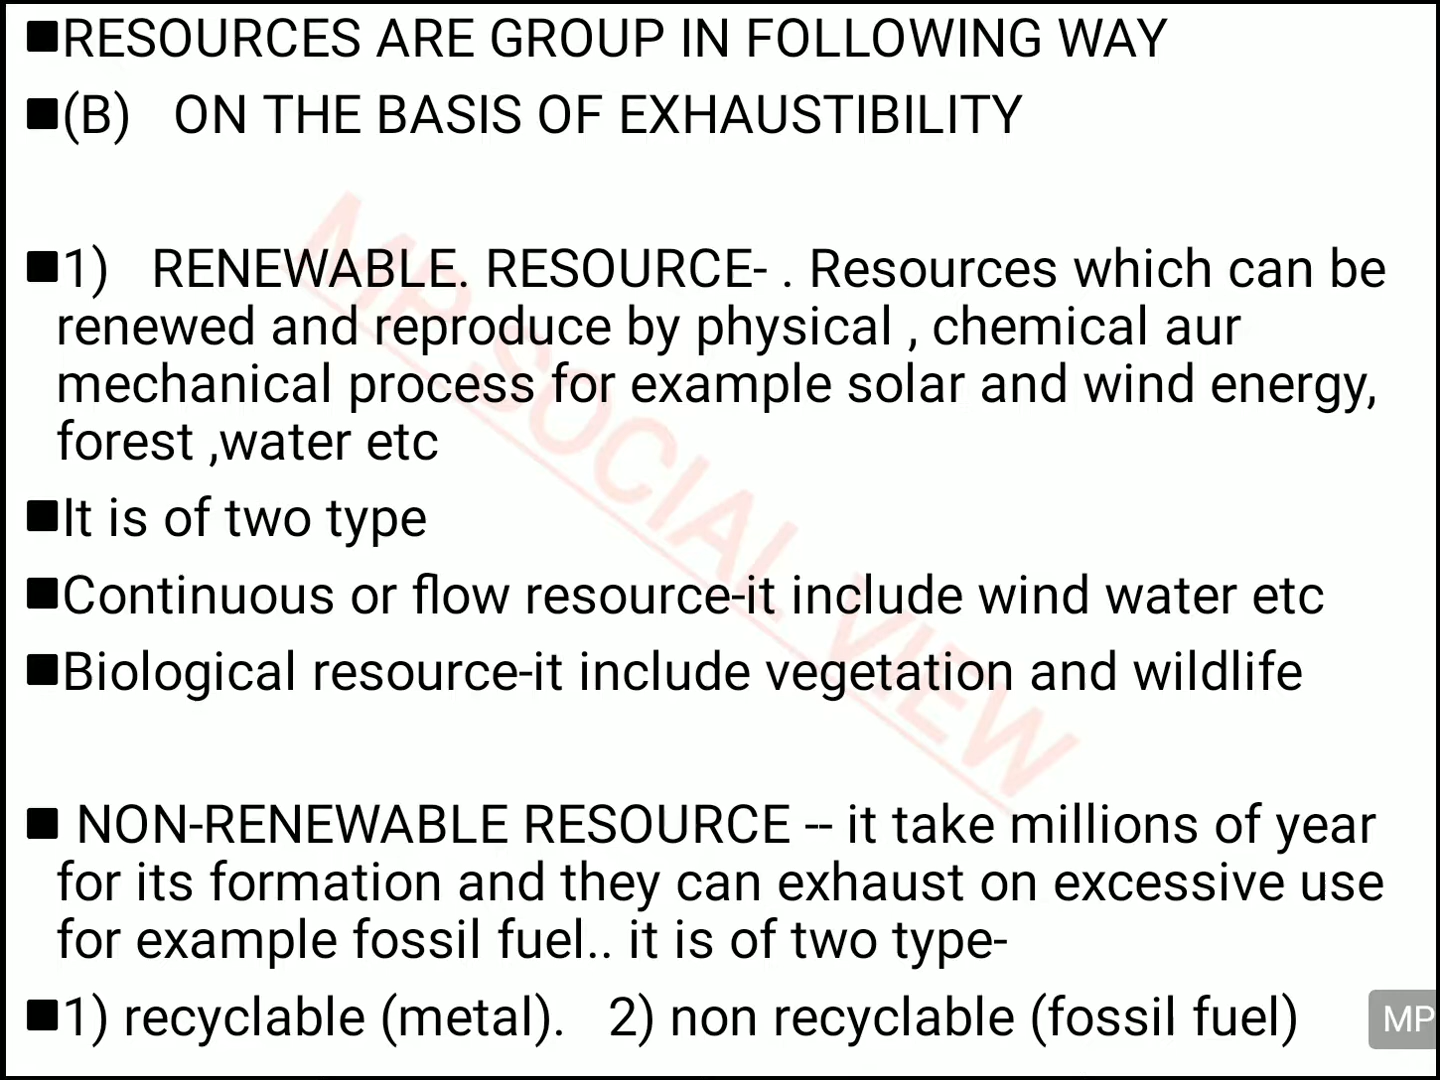 ■RESOURCES ARE GROUP IN FOLLOWING WAY
■(B) ON THE BASIS OF EXHAUSTIBILITY
■1) RENEWABLE. RESOURCE- . Resources which can be
renewed and reproduce by physical , chemical aur
mechanical process for example solar and wind energy,
forest ,water etc
■It is of two type
■Continuous or flow resource-it include wind water etc
■Biological resource-it include vegetation and wildlife
■ NON-RENEWABLE RESOURCE -- it take millions of year
for its formation and they can exhaust on excessive use
for example fossil fuel.. it is of two type-
■1) recyclable (metal). 2) non recyclable (fossil fuel)
MP SOCIAL VIEW
MP